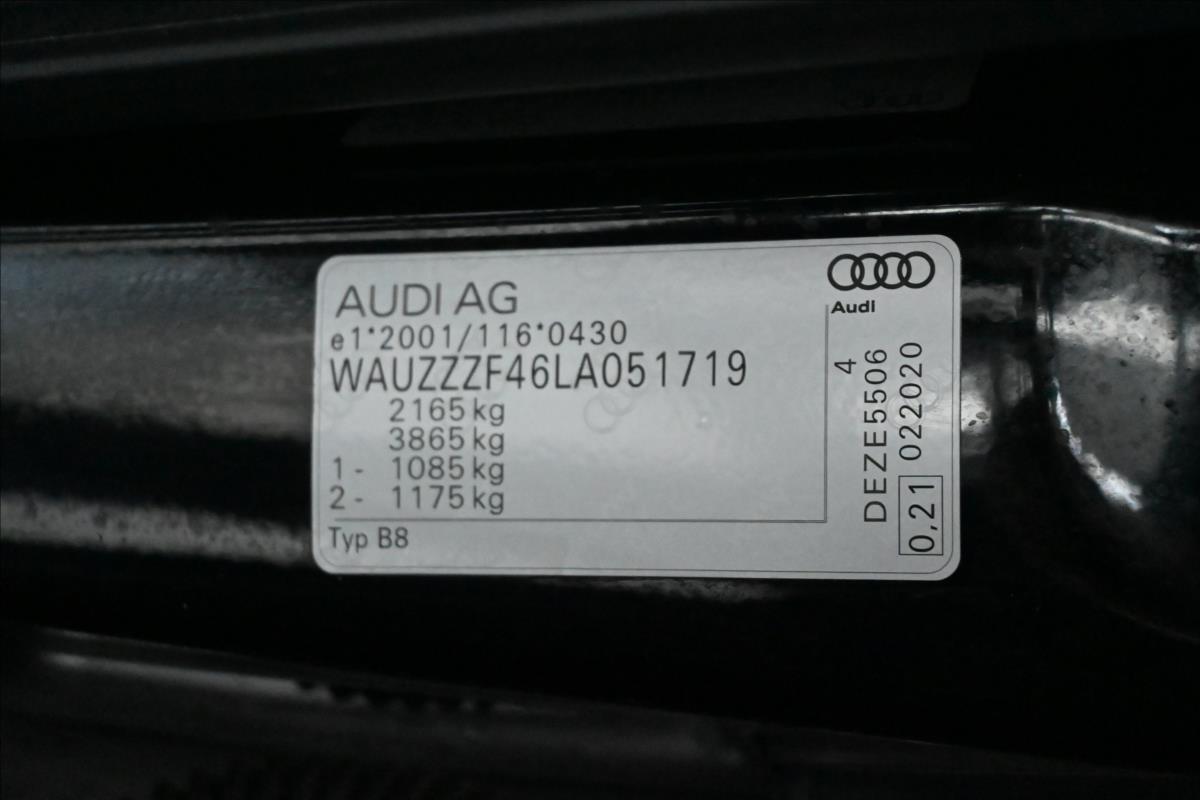 AUDI AG
e1*2001/116*0430
WAUZZZF46LA051719
2165 kg
3865 kg
1 - 1085 kg
2 - 1175 kg
Typ B8
Audi
4
DEZE5506
0,21 022020